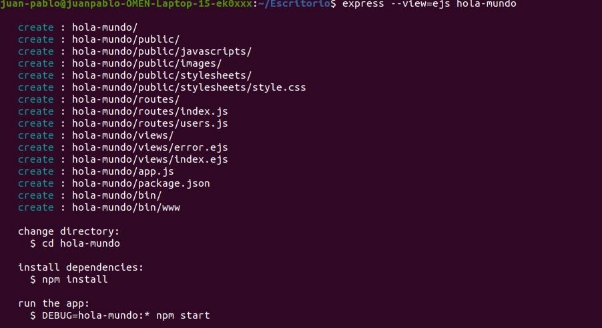 juan-pablo@juanpablo-OMEN-Laptop-15-ek0xxx:~/Escritorio$ express --view=ejs hola-mundo
create : hola-mundo/
create : hola-mundo/public/
create : hola-mundo/public/javascripts/
create : hola-mundo/public/images/
create : hola-mundo/public/stylesheets/
create : hola-mundo/public/stylesheets/style.css
create : hola-mundo/routes/
create : hola-mundo/routes/index.js
create : hola-mundo/routes/users.js
create : hola-mundo/views/
create : hola-mundo/views/error.ejs
create : hola-mundo/views/index.ejs
create : hola-mundo/app.js
create : hola-mundo/package.json
create : hola-mundo/bin/
create : hola-mundo/bin/www
change directory:
$ cd hola-mundo
install dependencies:
$ npm install
run the app:
$ DEBUG=hola-mundo:* npm start